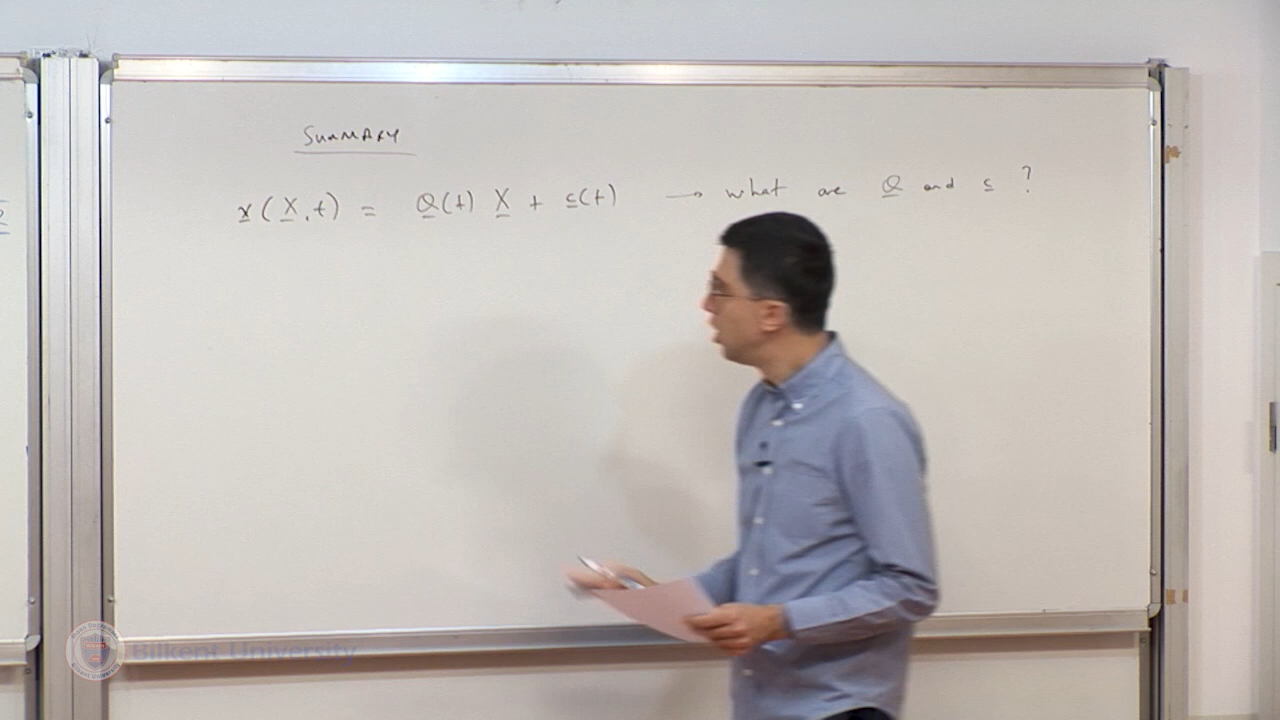 SUMMARY
x(X,t) = Q(t) X + c(t) → what are Q and c ?
Bilkent University